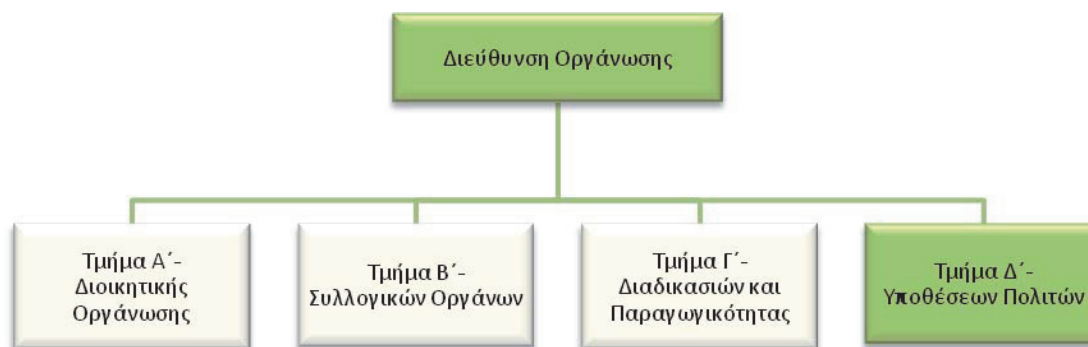 Διεύθυνση Οργάνωσης
Τμήμα Α΄-
Διοικητικής
Οργάνωσης
Τμήμα Β΄-
Συλλογικών Οργάνων
Τμήμα Γ΄-
Διαδικασιών και
Παραγωγικότητας
Τμήμα Δ΄-
Υποθέσεων Πολιτών